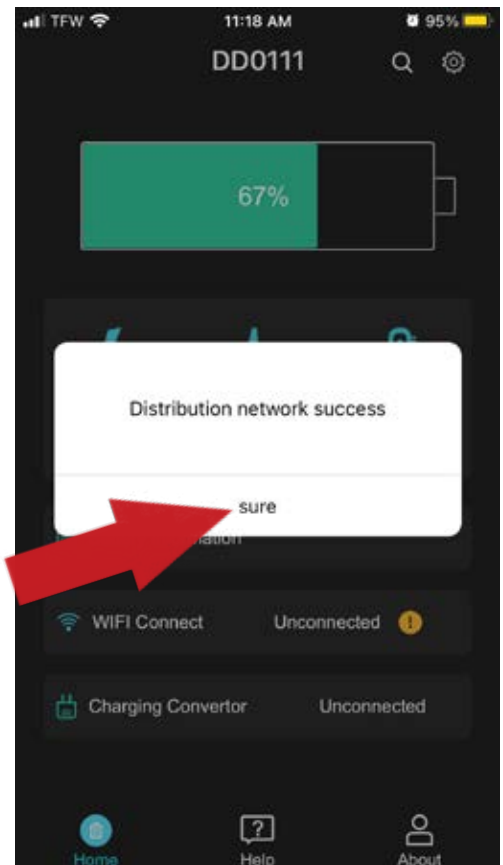 TFW 11:18 AM 95%
DD0111
67%
Distribution network success
sure
WIFI Connect Unconnected
Charging Convertor Unconnected
Home Help About